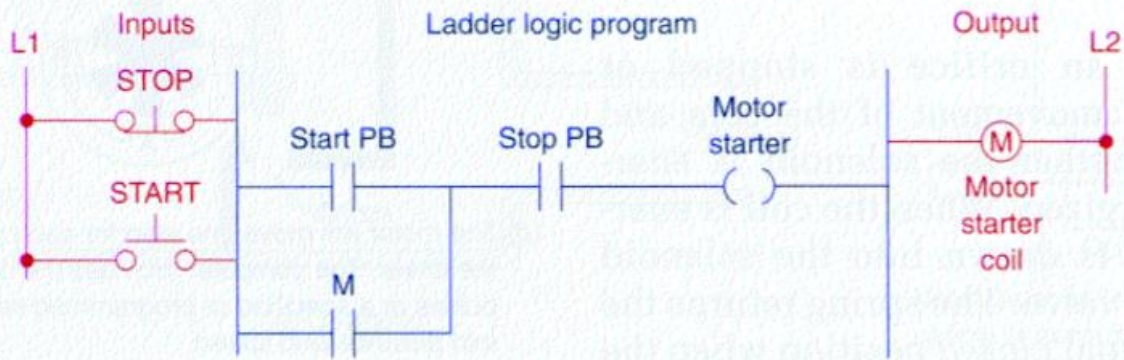 Inputs
Ladder logic program
Output
L1
L2
STOP
START
Start PB
Stop PB
Motor
starter
M
M
Motor
starter
coil